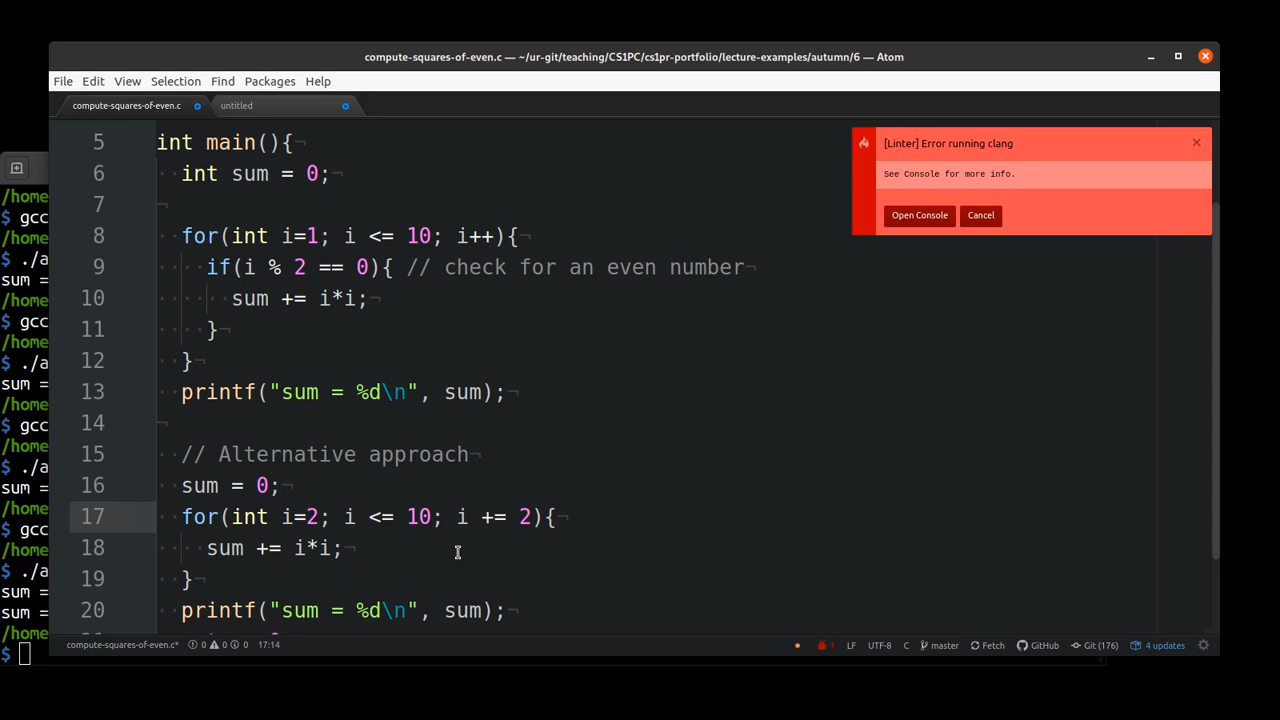 compute-squares-of-even.c — ~/ur-git/teaching/CS1PC/cs1pr-portfolio/lecture-examples/autumn/6 — Atom
File Edit View Selection Find Packages Help
compute-squares-of-even.c untitled
5 int main(){
6 int sum = 0;
7
8 for(int i=1; i <= 10; i++){
9 if(i % 2 == 0){ // check for an even number
10 sum += i*i;
11 }
12 }
13 printf("sum = %d\n", sum);
14
15 // Alternative approach
16 sum = 0;
17 for(int i=2; i <= 10; i += 2){
18 sum += i*i;
19 }
20 printf("sum = %d\n", sum);
[Linter] Error running clang
See Console for more info.
Open Console Cancel
compute-squares-of-even.c* 0 0 0 17:14 1 LF UTF-8 C master Fetch GitHub Git (176) 4 updates
/home
$ gcc
/home
$ ./a
sum =
/home
$ gcc
/home
$ ./a
sum =
/home
$ gcc
/home
$ ./a
sum =
/home
$ gcc
/home
$ ./a
sum =
sum =
/home
$